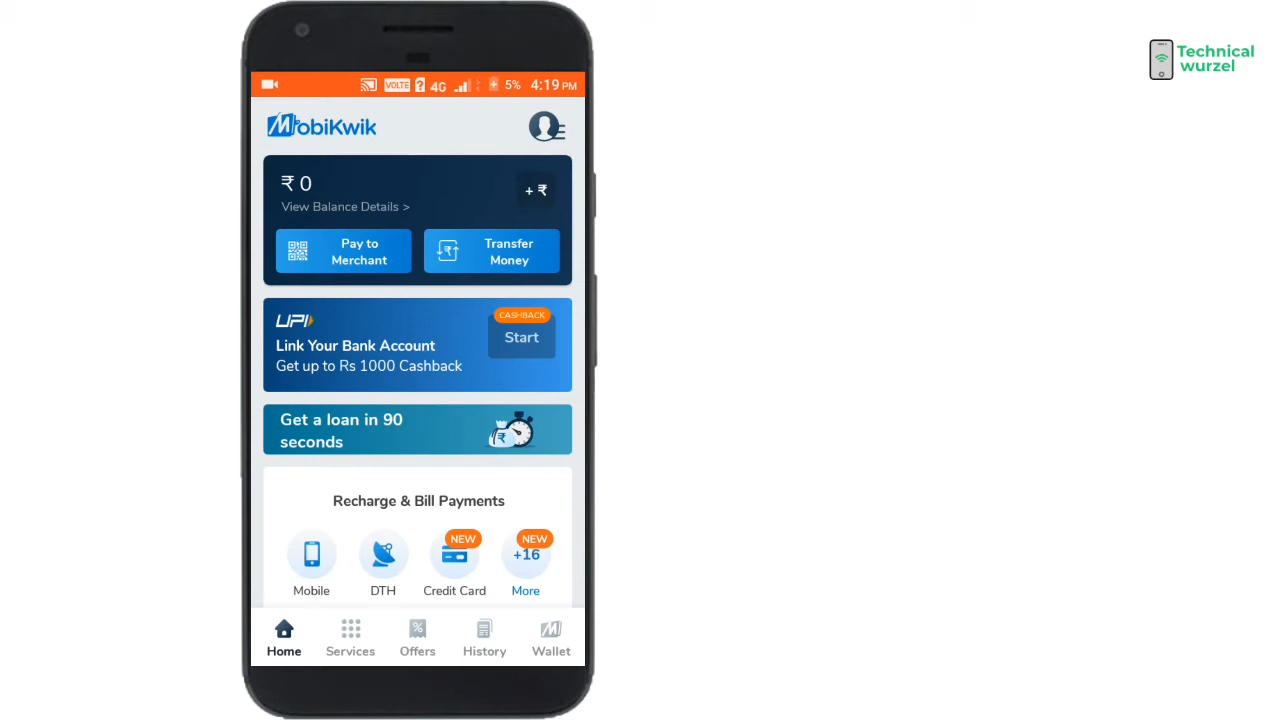 Technical
wurzel
VOLTE ? 4G 5% 4:19 PM
MobiKwik
₹ 0
+ ₹
View Balance Details >
Pay to
Merchant
Transfer
Money
UPI
CASHBACK
Start
Link Your Bank Account
Get up to Rs 1000 Cashback
Get a loan in 90
seconds
Recharge & Bill Payments
NEW
NEW
+16
Mobile
DTH
Credit Card
More
Home
Services
Offers
History
Wallet